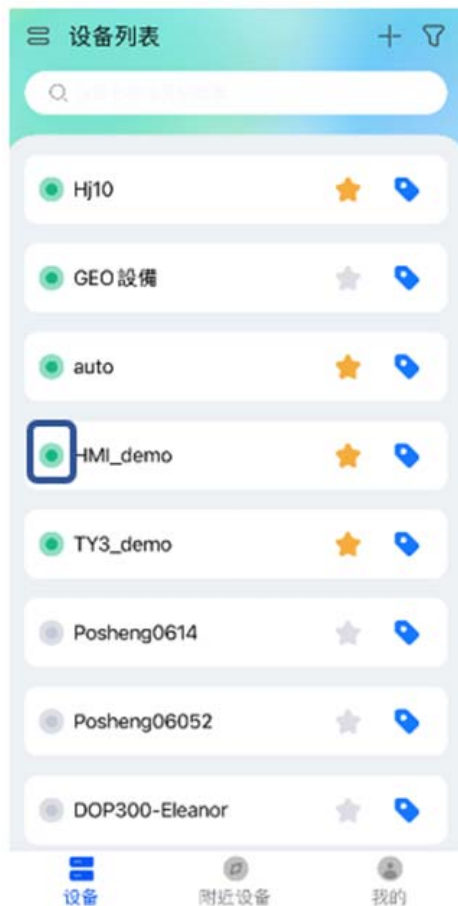 设备列表
Hj10
GEO設備
auto
HMI_demo
TY3_demo
Posheng0614
Posheng06052
DOP300-Eleanor
设备
附近设备
我的